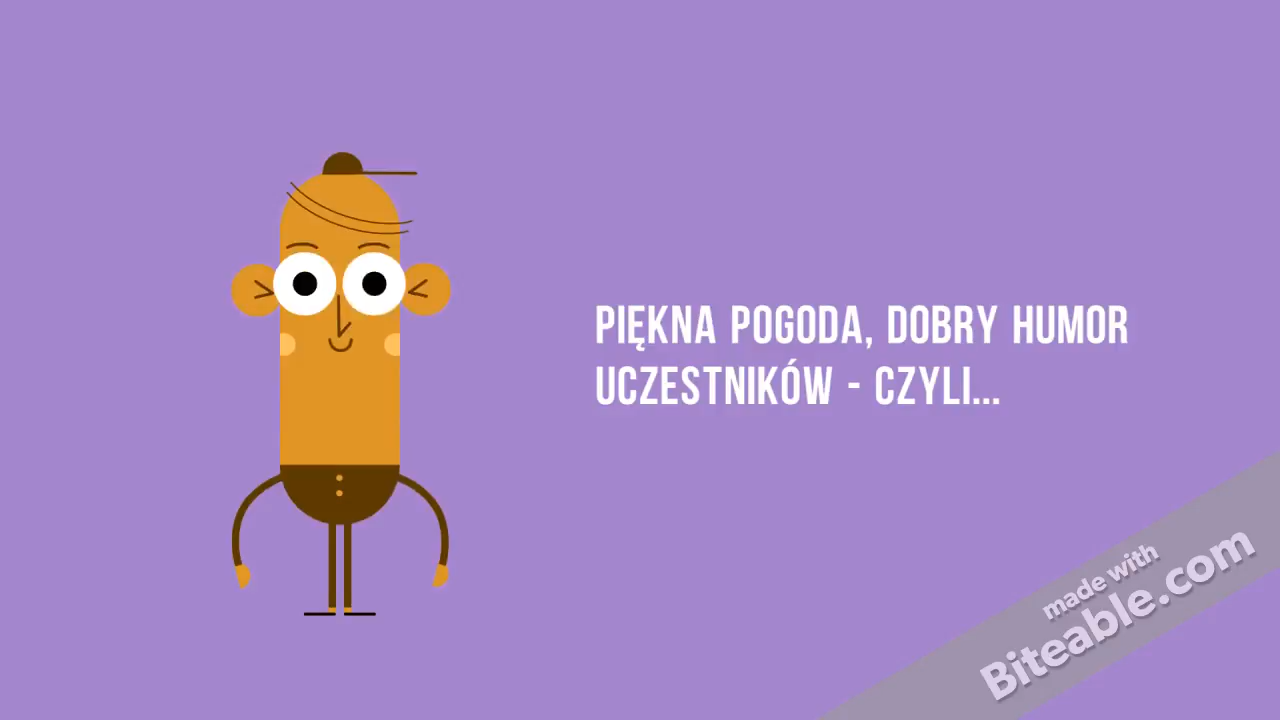 PIĘKNA POGODA, DOBRY HUMOR
UCZESTNIKÓW - CZYLI...
made with
Biteable.com